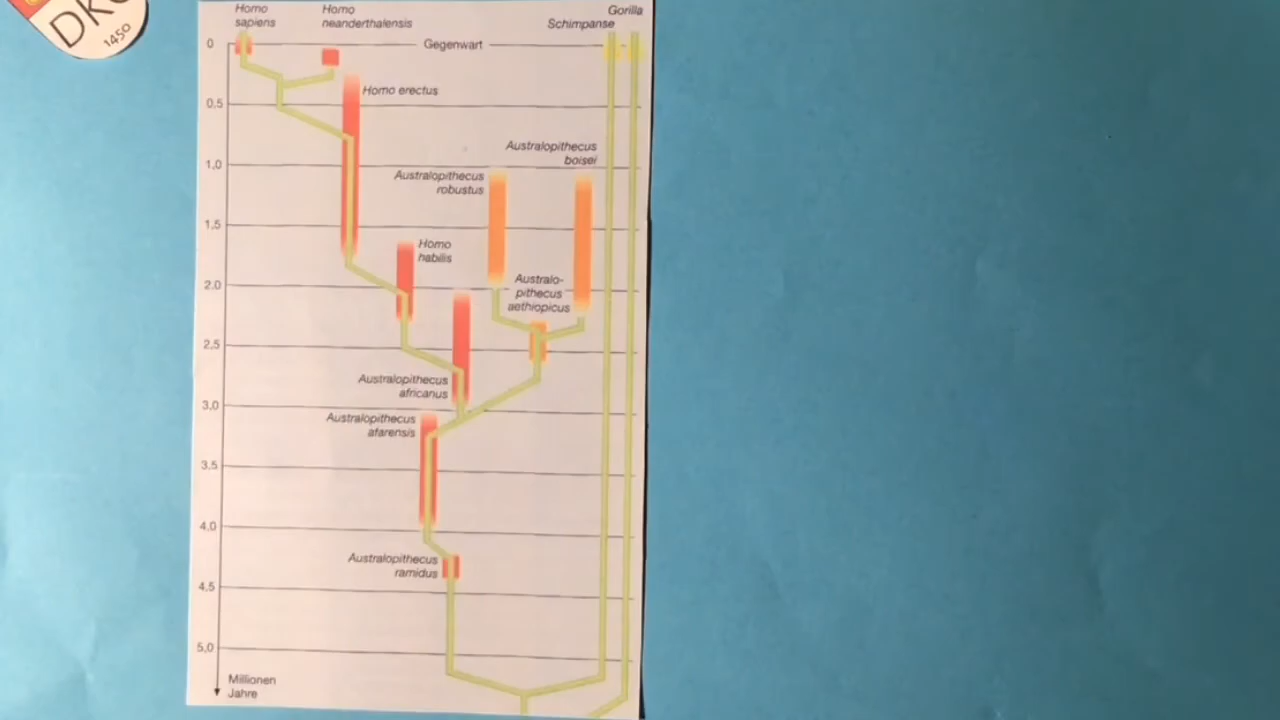 DKG
1450
Homo
sapiens
Homo
neanderthalensis
Gorilla
Schimpanse
0
Gegenwart
Homo erectus
0,5
Australopithecus
boisei
1,0
Australopithecus
robustus
1,5
Homo
habilis
2,0
Australo-
pithecus
aethiopicus
2,5
Australopithecus
africanus
3,0
Australopithecus
afarensis
3,5
4,0
Australopithecus
ramidus
4,5
5,0
Millionen
Jahre